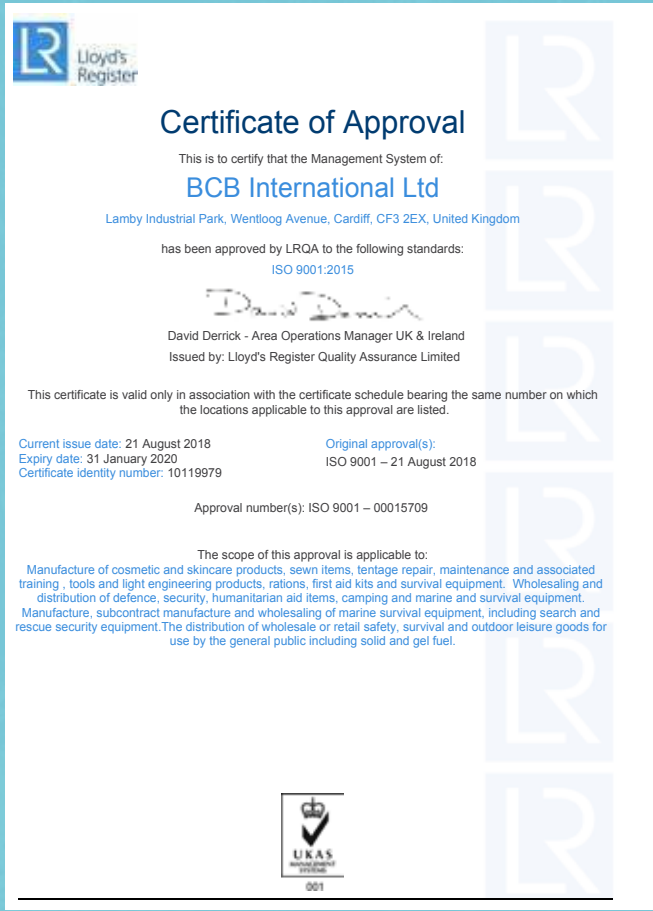 LR
Lloyd's
Register
Certificate of Approval
This is to certify that the Management System of:
BCB International Ltd
Lamby Industrial Park, Wentloog Avenue, Cardiff, CF3 2EX, United Kingdom
has been approved by LRQA to the following standards:
ISO 9001:2015
David Derrick - Area Operations Manager UK & Ireland
Issued by: Lloyd's Register Quality Assurance Limited
This certificate is valid only in association with the certificate schedule bearing the same number on which
the locations applicable to this approval are listed.
Current issue date: 21 August 2018
Expiry date: 31 January 2020
Certificate identity number: 10119979
Original approval(s):
ISO 9001 – 21 August 2018
Approval number(s): ISO 9001 – 00015709
The scope of this approval is applicable to:
Manufacture of cosmetic and skincare products, sewn items, tentage repair, maintenance and associated
training , tools and light engineering products, rations, first aid kits and survival equipment. Wholesaling and
distribution of defence, security, humanitarian aid items, camping and marine and survival equipment.
Manufacture, subcontract manufacture and wholesaling of marine survival equipment, including search and
rescue security equipment.The distribution of wholesale or retail safety, survival and outdoor leisure goods for
use by the general public including solid and gel fuel.
UKAS
MANAGEMENT
SYSTEMS
001